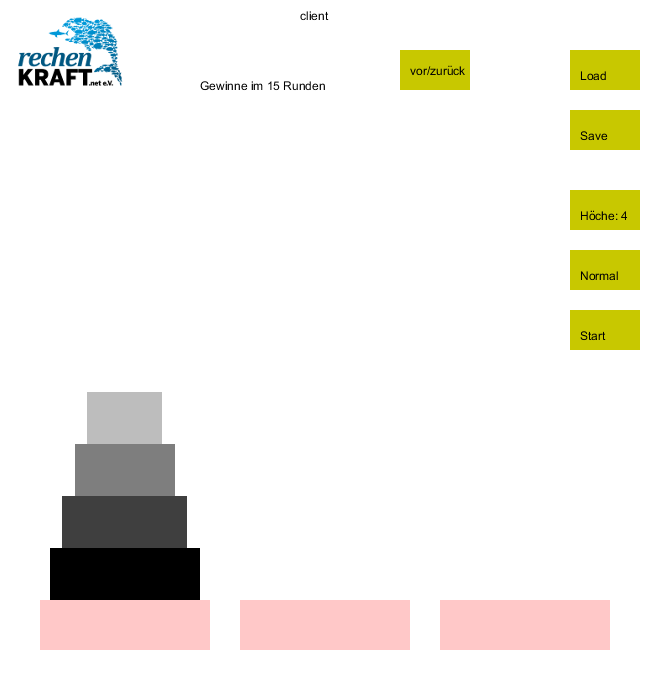 client
rechen
KRAFT.net e.V.
vor/zurück
Gewinne im 15 Runden
Load
Save
Höche: 4
Normal
Start